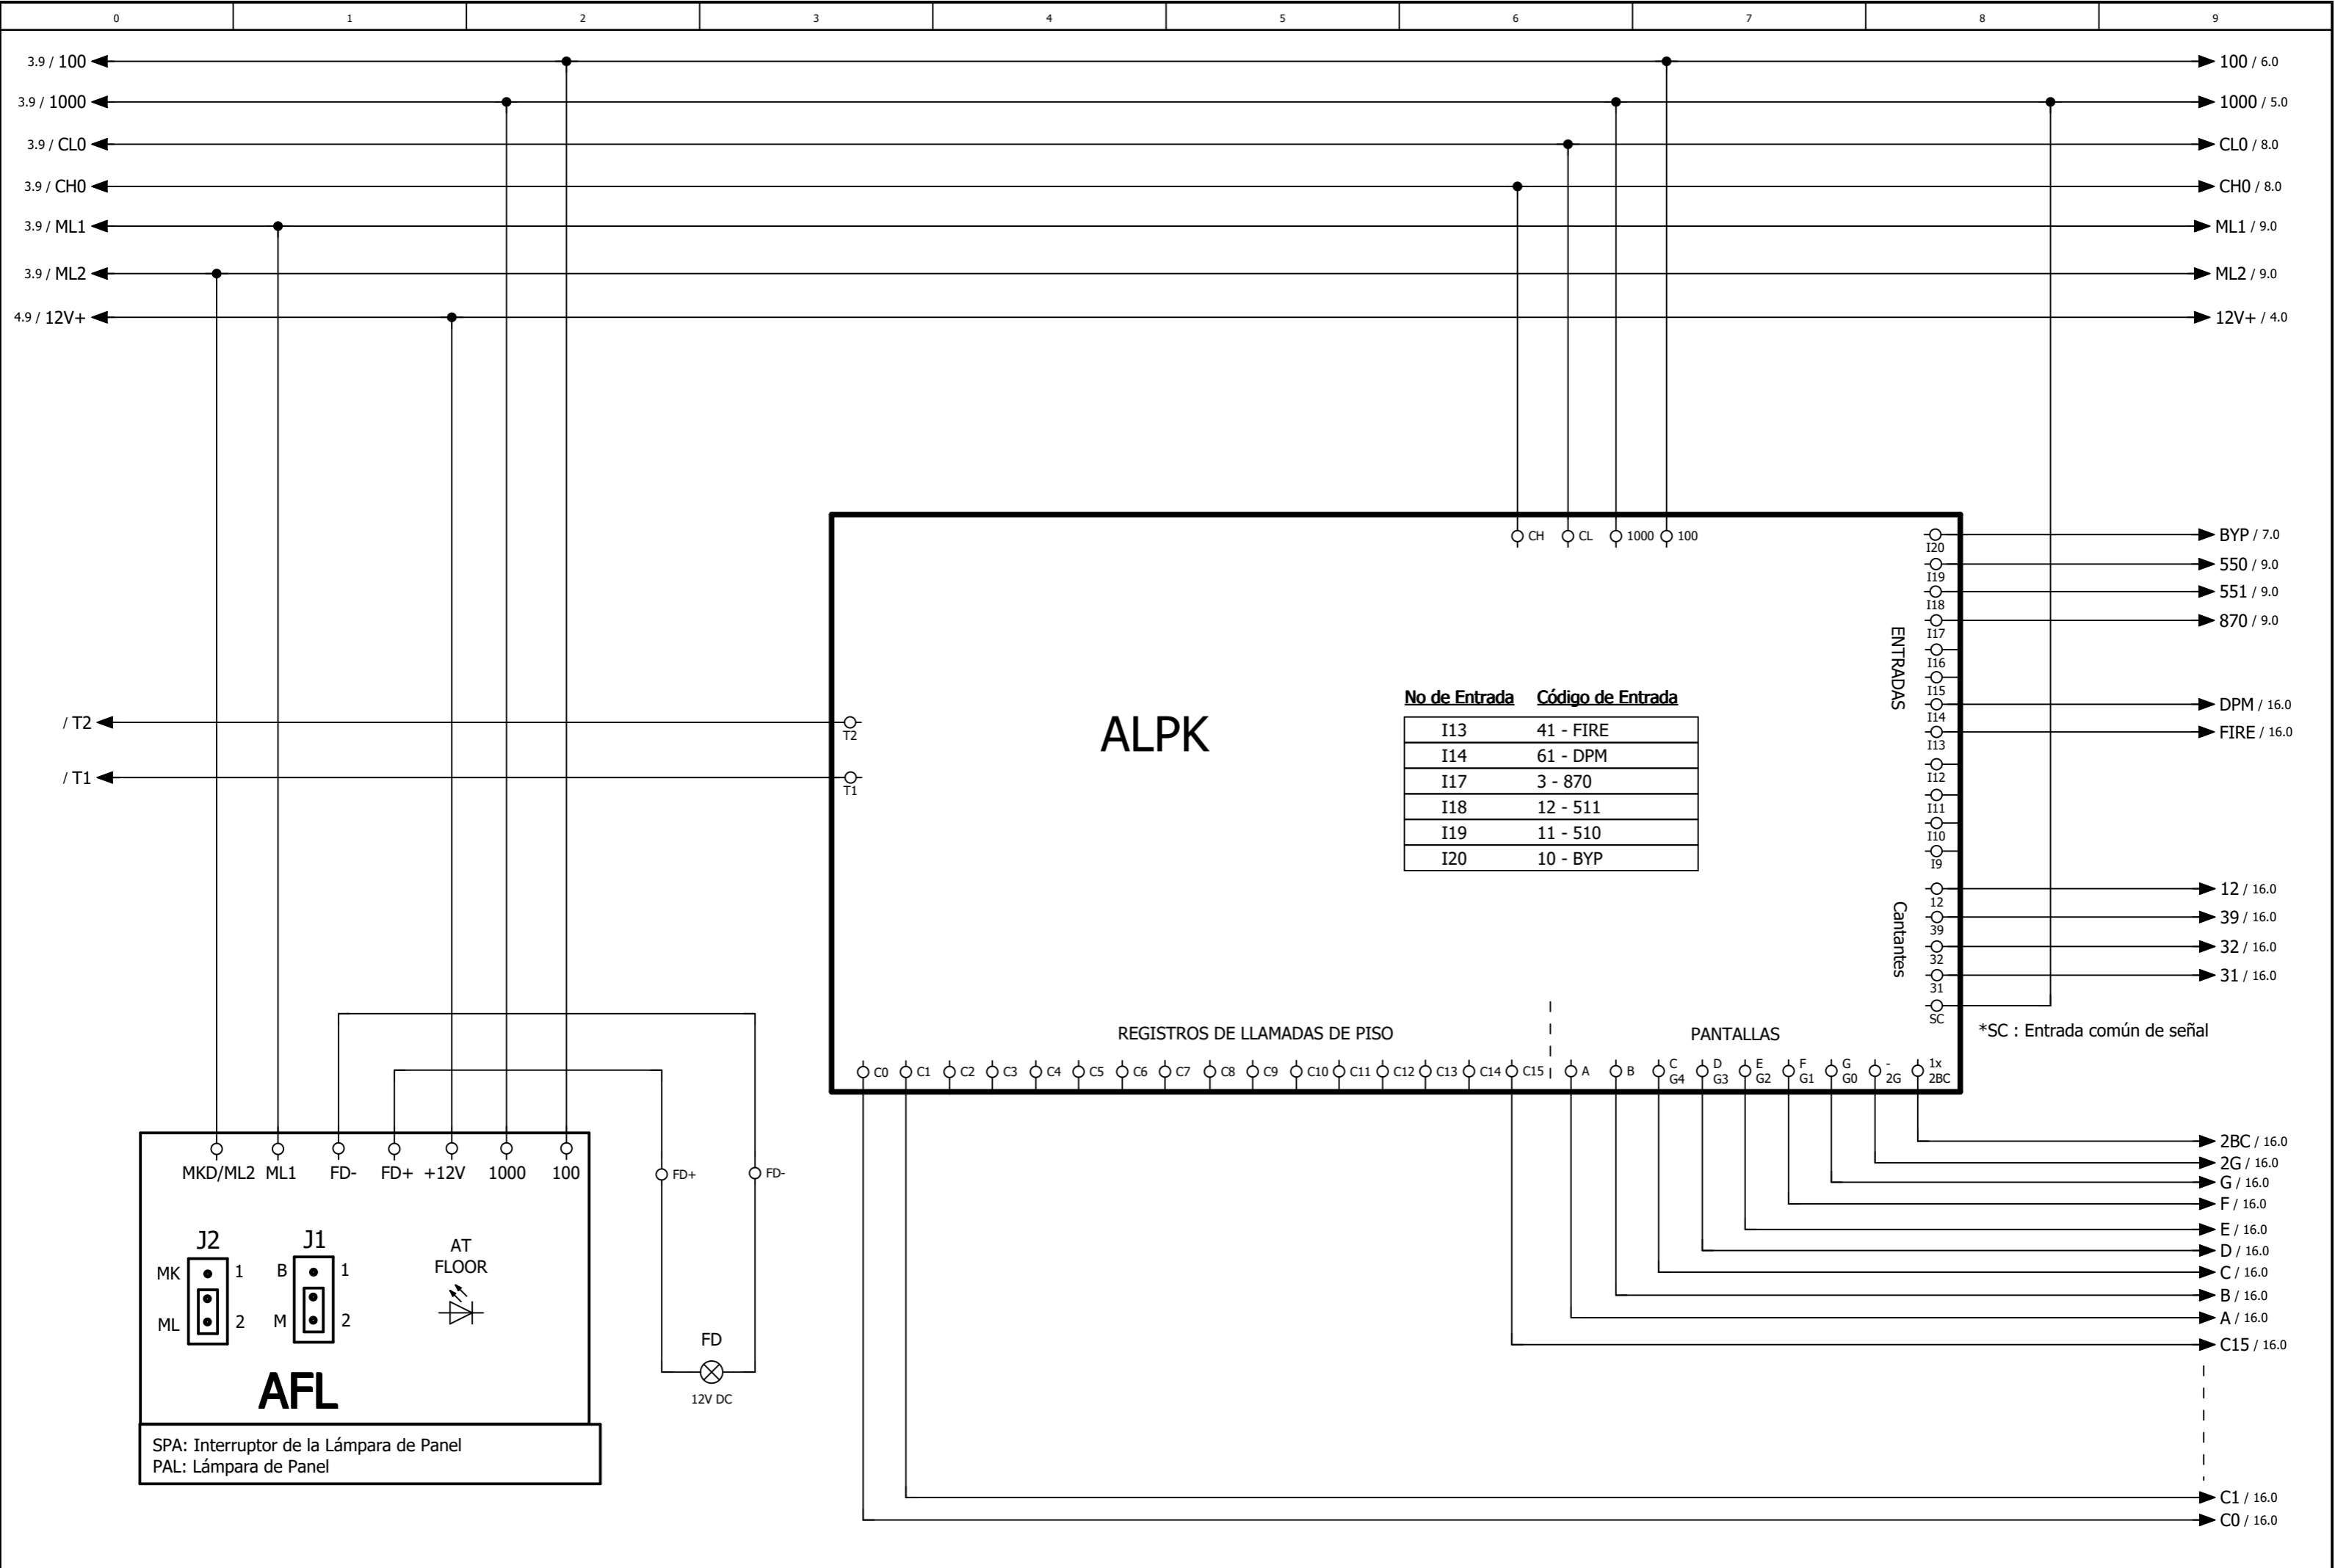 0 1 2 3 4 5 6 7 8 9
3.9 / 100
100 / 6.0
3.9 / 1000
1000 / 5.0
3.9 / CL0
CL0 / 8.0
3.9 / CH0
CH0 / 8.0
3.9 / ML1
ML1 / 9.0
3.9 / ML2
ML2 / 9.0
4.9 / 12V+
12V+ / 4.0
CH CL 1000 100
I20
BYP / 7.0
I19
550 / 9.0
I18
551 / 9.0
I17
870 / 9.0
I16
I15
I14
DPM / 16.0
I13
FIRE / 16.0
I12
I11
I10
I9
ENTRADAS
/ T2
T2
/ T1
T1
ALPK
No de Entrada Código de Entrada
I13 41 - FIRE
I14 61 - DPM
I17 3 - 870
I18 12 - 511
I19 11 - 510
I20 10 - BYP
12
12 / 16.0
39
39 / 16.0
32
32 / 16.0
31
31 / 16.0
SC
Cantantes
*SC : Entrada común de señal
REGISTROS DE LLAMADAS DE PISO
PANTALLAS
C0 C1 C2 C3 C4 C5 C6 C7 C8 C9 C10 C11 C12 C13 C14 C15
A B C D E F G - 1x
G4 G3 G2 G1 G0 2G 2BC
2BC / 16.0
2G / 16.0
G / 16.0
F / 16.0
E / 16.0
D / 16.0
C / 16.0
B / 16.0
A / 16.0
C15 / 16.0
C1 / 16.0
C0 / 16.0
MKD/ML2 ML1 FD- FD+ +12V 1000 100
FD+ FD-
J2
MK 1
ML 2
J1
B 1
M 2
AT
FLOOR
FD
12V DC
AFL
SPA: Interruptor de la Lámpara de Panel
PAL: Lámpara de Panel